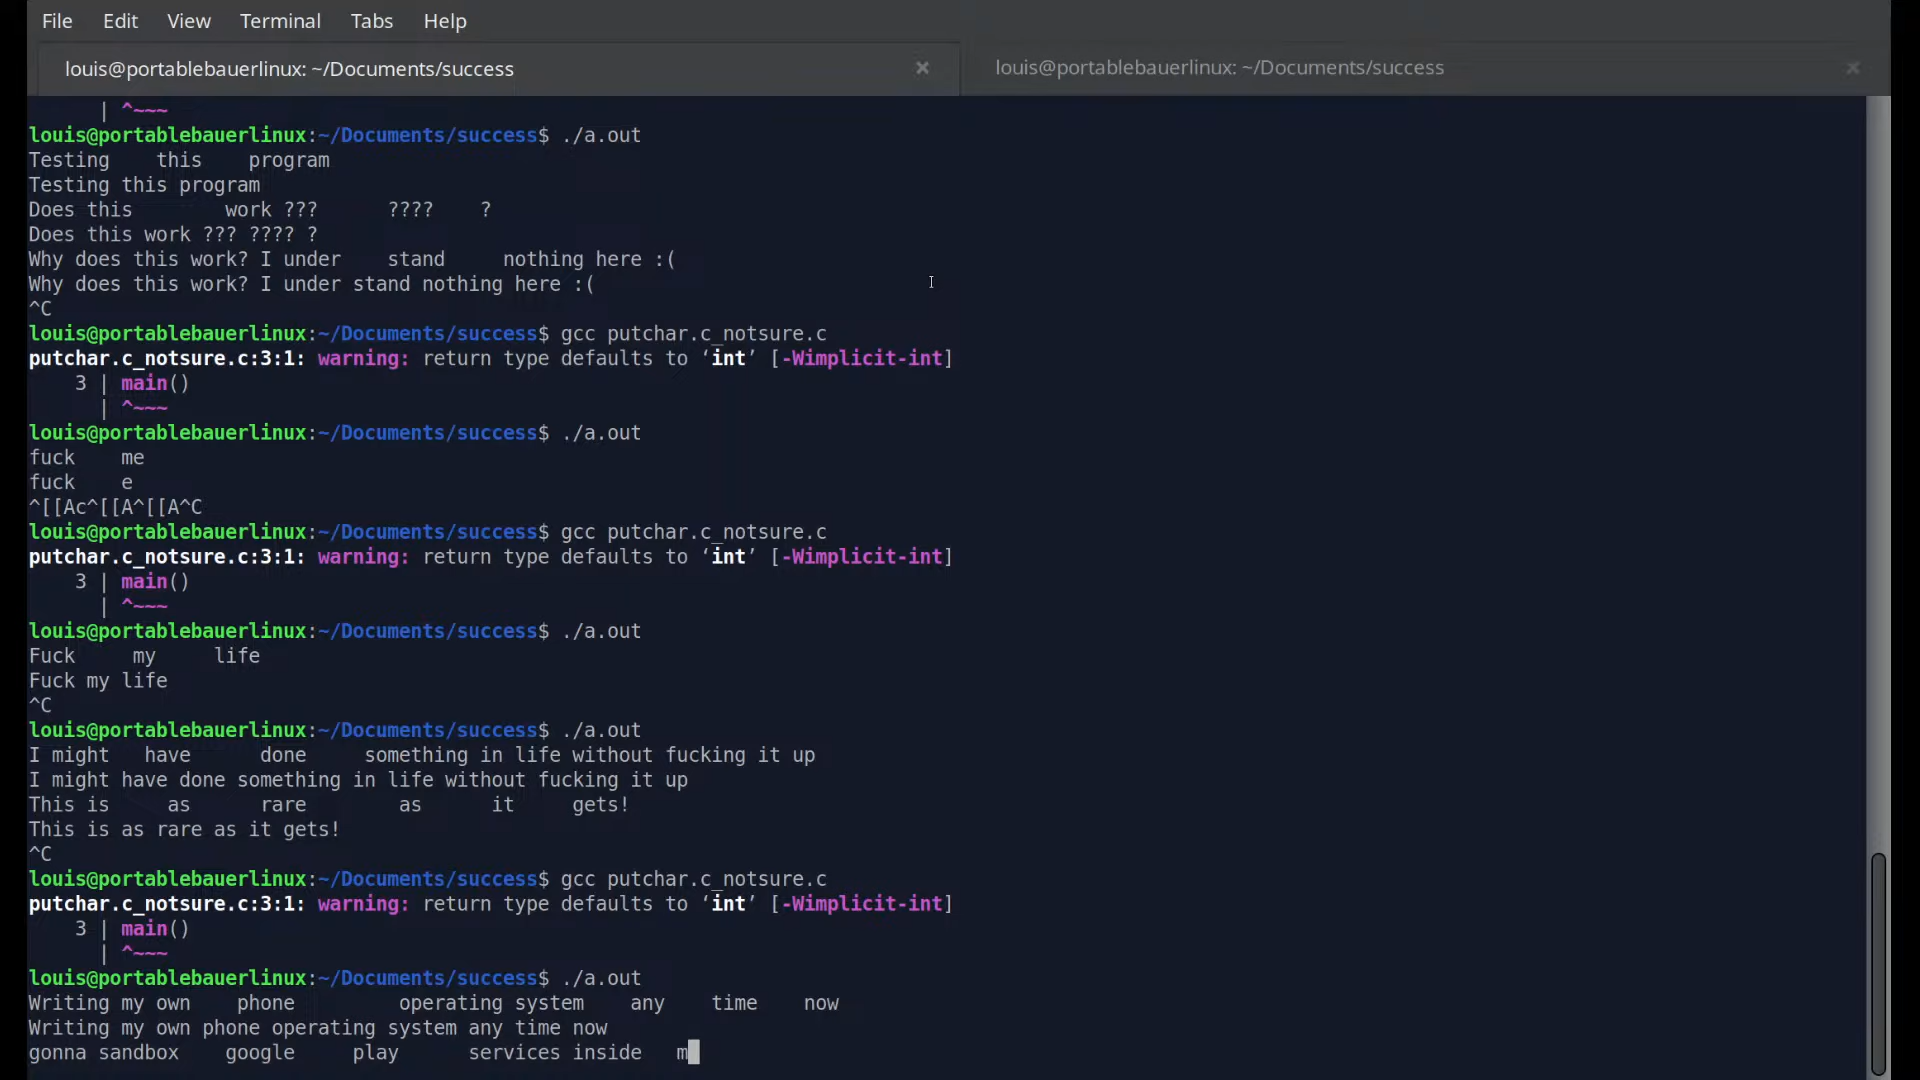 File Edit View Terminal Tabs Help
louis@portablebauerlinux: ~/Documents/success × louis@portablebauerlinux: ~/Documents/success ×
| ^~~~
louis@portablebauerlinux:~/Documents/success$ ./a.out
Testing    this    program
Testing this program
Does this        work ???      ????    ?
Does this work ??? ???? ?
Why does this work? I under    stand     nothing here :(
Why does this work? I under stand nothing here :(
^C
louis@portablebauerlinux:~/Documents/success$ gcc putchar.c_notsure.c
putchar.c_notsure.c:3:1: warning: return type defaults to ‘int’ [-Wimplicit-int]
    3 | main()
      | ^~~~
louis@portablebauerlinux:~/Documents/success$ ./a.out
fuck    me
fuck    e
^[[Ac^[[A^[[A^C
louis@portablebauerlinux:~/Documents/success$ gcc putchar.c_notsure.c
putchar.c_notsure.c:3:1: warning: return type defaults to ‘int’ [-Wimplicit-int]
    3 | main()
      | ^~~~
louis@portablebauerlinux:~/Documents/success$ ./a.out
Fuck     my     life
Fuck my life
^C
louis@portablebauerlinux:~/Documents/success$ ./a.out
I might   have      done     something in life without fucking it up
I might have done something in life without fucking it up
This is     as      rare        as      it     gets!
This is as rare as it gets!
^C
louis@portablebauerlinux:~/Documents/success$ gcc putchar.c_notsure.c
putchar.c_notsure.c:3:1: warning: return type defaults to ‘int’ [-Wimplicit-int]
    3 | main()
      | ^~~~
louis@portablebauerlinux:~/Documents/success$ ./a.out
Writing my own    phone         operating system    any    time    now
Writing my own phone operating system any time now
gonna sandbox    google     play      services inside   m